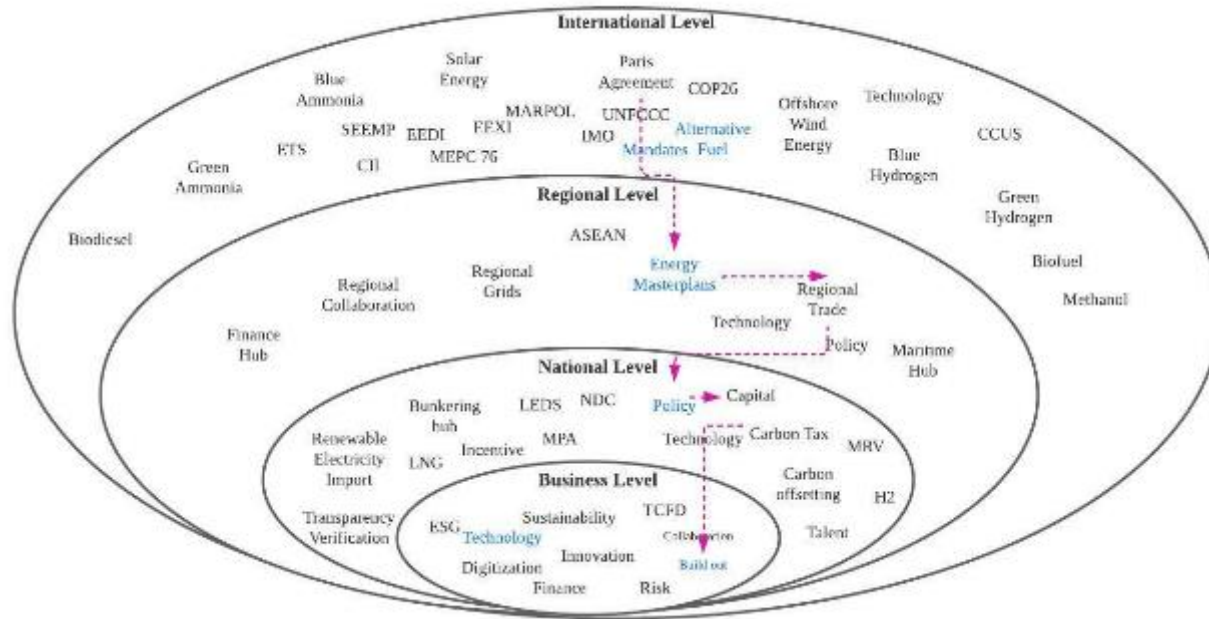 International Level
Solar
Energy
Paris
Agreement
COP26
Blue
Ammonia
Technology
Offshore
Wind
Energy
MARPOL
UNFCCC
SEEMP
EEDI
EEXI
IMO
Alternative
Mandates Fuel
CCUS
ETS
CII
MEPC 76
Green
Ammonia
Blue
Hydrogen
Green
Hydrogen
Biodiesel
Biofuel
Methanol
Regional Level
ASEAN
Energy
Masterplans
Regional
Grids
Regional
Collaboration
Regional
Trade
Technology
Finance
Hub
Policy
Maritime
Hub
National Level
Bunkering
hub
LEDS
NDC
Policy
Capital
Renewable
Electricity
Import
LNG
Incentive
MPA
Technology
Carbon Tax
MRV
Carbon
offsetting
H2
Transparency
Verification
Talent
Business Level
ESG
Sustainability
TCFD
Technology
Collaboration
Innovation
Digitization
Build out
Finance
Risk